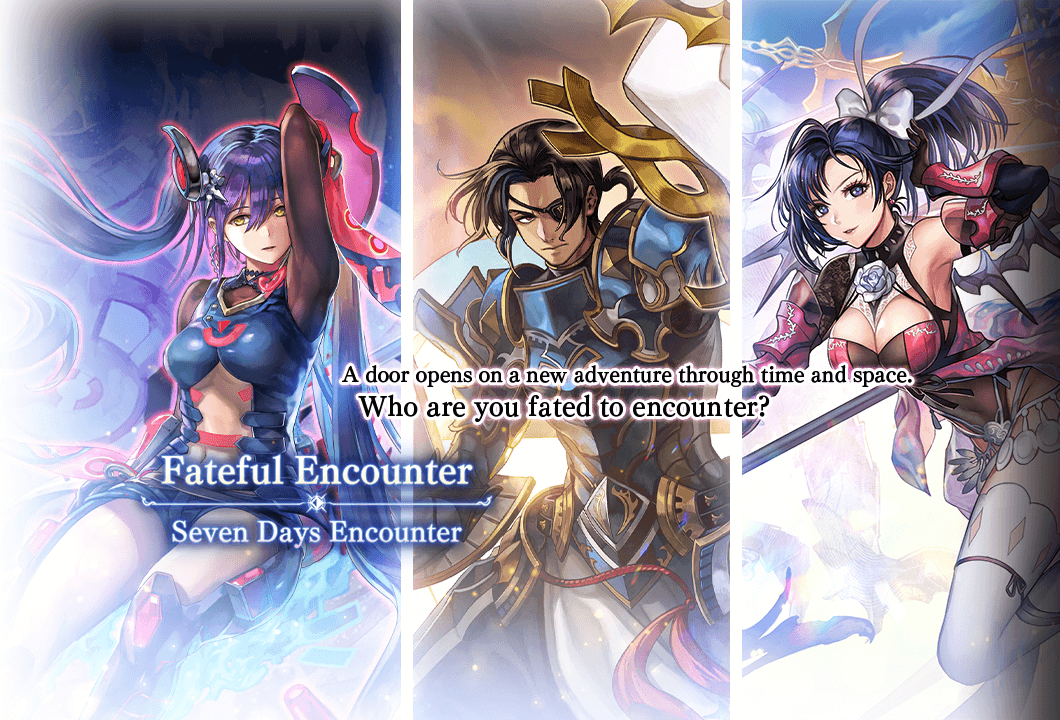 A door opens on a new adventure through time and space.
Who are you fated to encounter?
Fateful Encounter
Seven Days Encounter